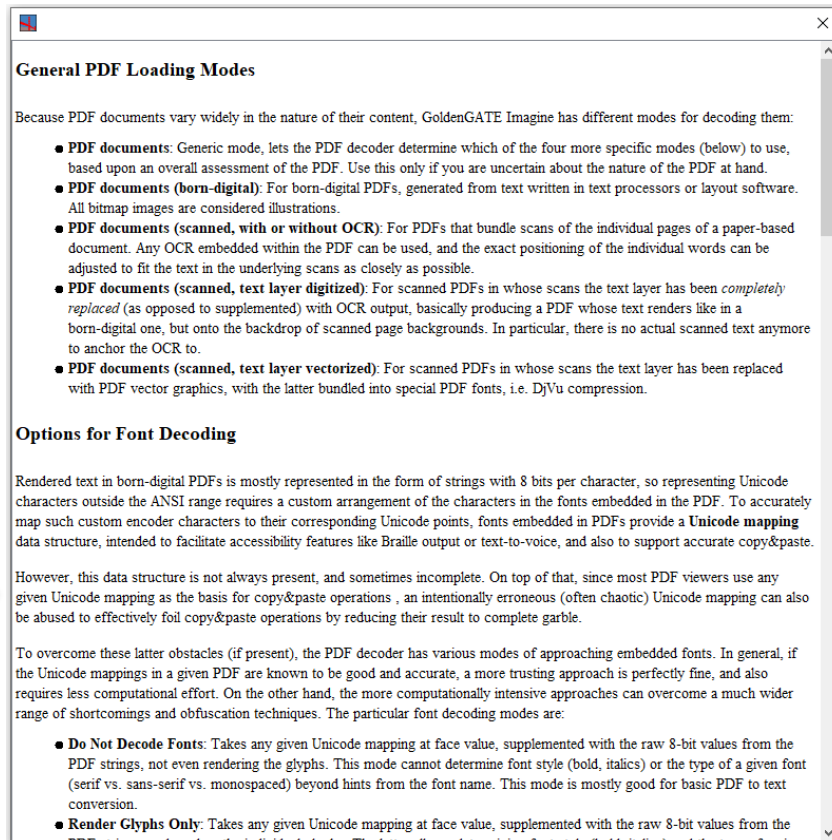 General PDF Loading Modes
Because PDF documents vary widely in the nature of their content, GoldenGATE Imagine has different modes for decoding them:
● PDF documents: Generic mode, lets the PDF decoder determine which of the four more specific modes (below) to use,
based upon an overall assessment of the PDF. Use this only if you are uncertain about the nature of the PDF at hand.
● PDF documents (born-digital): For born-digital PDFs, generated from text written in text processors or layout software.
All bitmap images are considered illustrations.
● PDF documents (scanned, with or without OCR): For PDFs that bundle scans of the individual pages of a paper-based
document. Any OCR embedded within the PDF can be used, and the exact positioning of the individual words can be
adjusted to fit the text in the underlying scans as closely as possible.
● PDF documents (scanned, text layer digitized): For scanned PDFs in whose scans the text layer has been completely
replaced (as opposed to supplemented) with OCR output, basically producing a PDF whose text renders like in a
born-digital one, but onto the backdrop of scanned page backgrounds. In particular, there is no actual scanned text anymore
to anchor the OCR to.
● PDF documents (scanned, text layer vectorized): For scanned PDFs in whose scans the text layer has been replaced
with PDF vector graphics, with the latter bundled into special PDF fonts, i.e. DjVu compression.
Options for Font Decoding
Rendered text in born-digital PDFs is mostly represented in the form of strings with 8 bits per character, so representing Unicode
characters outside the ANSI range requires a custom arrangement of the characters in the fonts embedded in the PDF. To accurately
map such custom encoder characters to their corresponding Unicode points, fonts embedded in PDFs provide a Unicode mapping
data structure, intended to facilitate accessibility features like Braille output or text-to-voice, and also to support accurate copy&paste.
However, this data structure is not always present, and sometimes incomplete. On top of that, since most PDF viewers use any
given Unicode mapping as the basis for copy&paste operations , an intentionally erroneous (often chaotic) Unicode mapping can also
be abused to effectively foil copy&paste operations by reducing their result to complete garble.
To overcome these latter obstacles (if present), the PDF decoder has various modes of approaching embedded fonts. In general, if
the Unicode mappings in a given PDF are known to be good and accurate, a more trusting approach is perfectly fine, and also
requires less computational effort. On the other hand, the more computationally intensive approaches can overcome a much wider
range of shortcomings and obfuscation techniques. The particular font decoding modes are:
● Do Not Decode Fonts: Takes any given Unicode mapping at face value, supplemented with the raw 8-bit values from the
PDF strings, not even rendering the glyphs. This mode cannot determine font style (bold, italics) or the type of a given font
(serif vs. sans-serif vs. monospaced) beyond hints from the font name. This mode is mostly good for basic PDF to text
conversion.
● Render Glyphs Only: Takes any given Unicode mapping at face value, supplemented with the raw 8-bit values from the